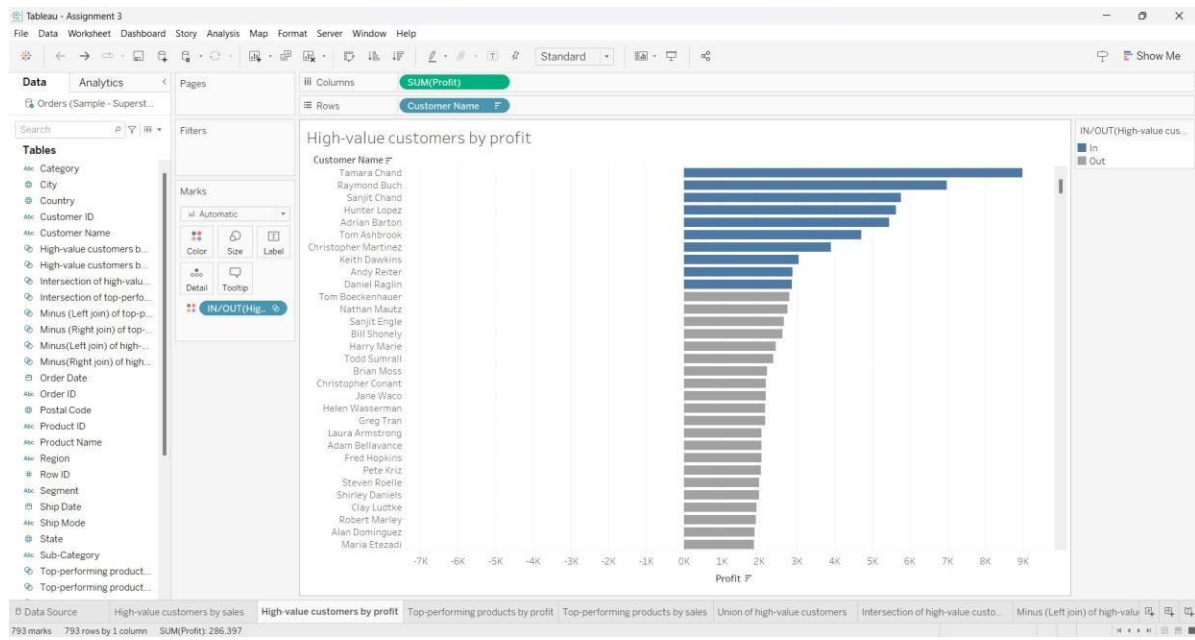 Tableau - Assignment 3
File Data Worksheet Dashboard Story Analysis Map Format Server Window Help
Standard
Show Me
Data Analytics
Orders (Sample - Superst...
Search
Tables
Abc Category
City
Country
Abc Customer ID
Abc Customer Name
High-value customers b...
High-value customers b...
Intersection of high-valu...
Intersection of top-perfo...
Minus (Left join) of top-p...
Minus (Right join) of top-...
Minus(Left join) of high-...
Minus(Right join) of high...
Order Date
Abc Order ID
Postal Code
Abc Product ID
Abc Product Name
Abc Region
# Row ID
Abc Segment
Ship Date
Abc Ship Mode
State
Abc Sub-Category
Top-performing product...
Top-performing product...
Pages
Filters
Marks
Automatic
Color Size Label
Detail Tooltip
IN/OUT(Hig..
Columns SUM(Profit)
Rows Customer Name
High-value customers by profit
Customer Name
Tamara Chand
Raymond Buch
Sanjit Chand
Hunter Lopez
Adrian Barton
Tom Ashbrook
Christopher Martinez
Keith Dawkins
Andy Reiter
Daniel Raglin
Tom Boeckenhauer
Nathan Mautz
Sanjit Engle
Bill Shonely
Harry Marie
Todd Sumrall
Brian Moss
Christopher Conant
Jane Waco
Helen Wasserman
Greg Tran
Laura Armstrong
Adam Bellavance
Fred Hopkins
Pete Kriz
Steven Roelle
Shirley Daniels
Clay Ludtke
Robert Marley
Alan Dominguez
Maria Etezadi
-7K -6K -5K -4K -3K -2K -1K 0K 1K 2K 3K 4K 5K 6K 7K 8K 9K
Profit
IN/OUT(High-value cus...
In
Out
Data Source High-value customers by sales High-value customers by profit Top-performing products by profit Top-performing products by sales Union of high-value customers Intersection of high-value custo... Minus (Left join) of high-valu
793 marks 793 rows by 1 column SUM(Profit): 286,397